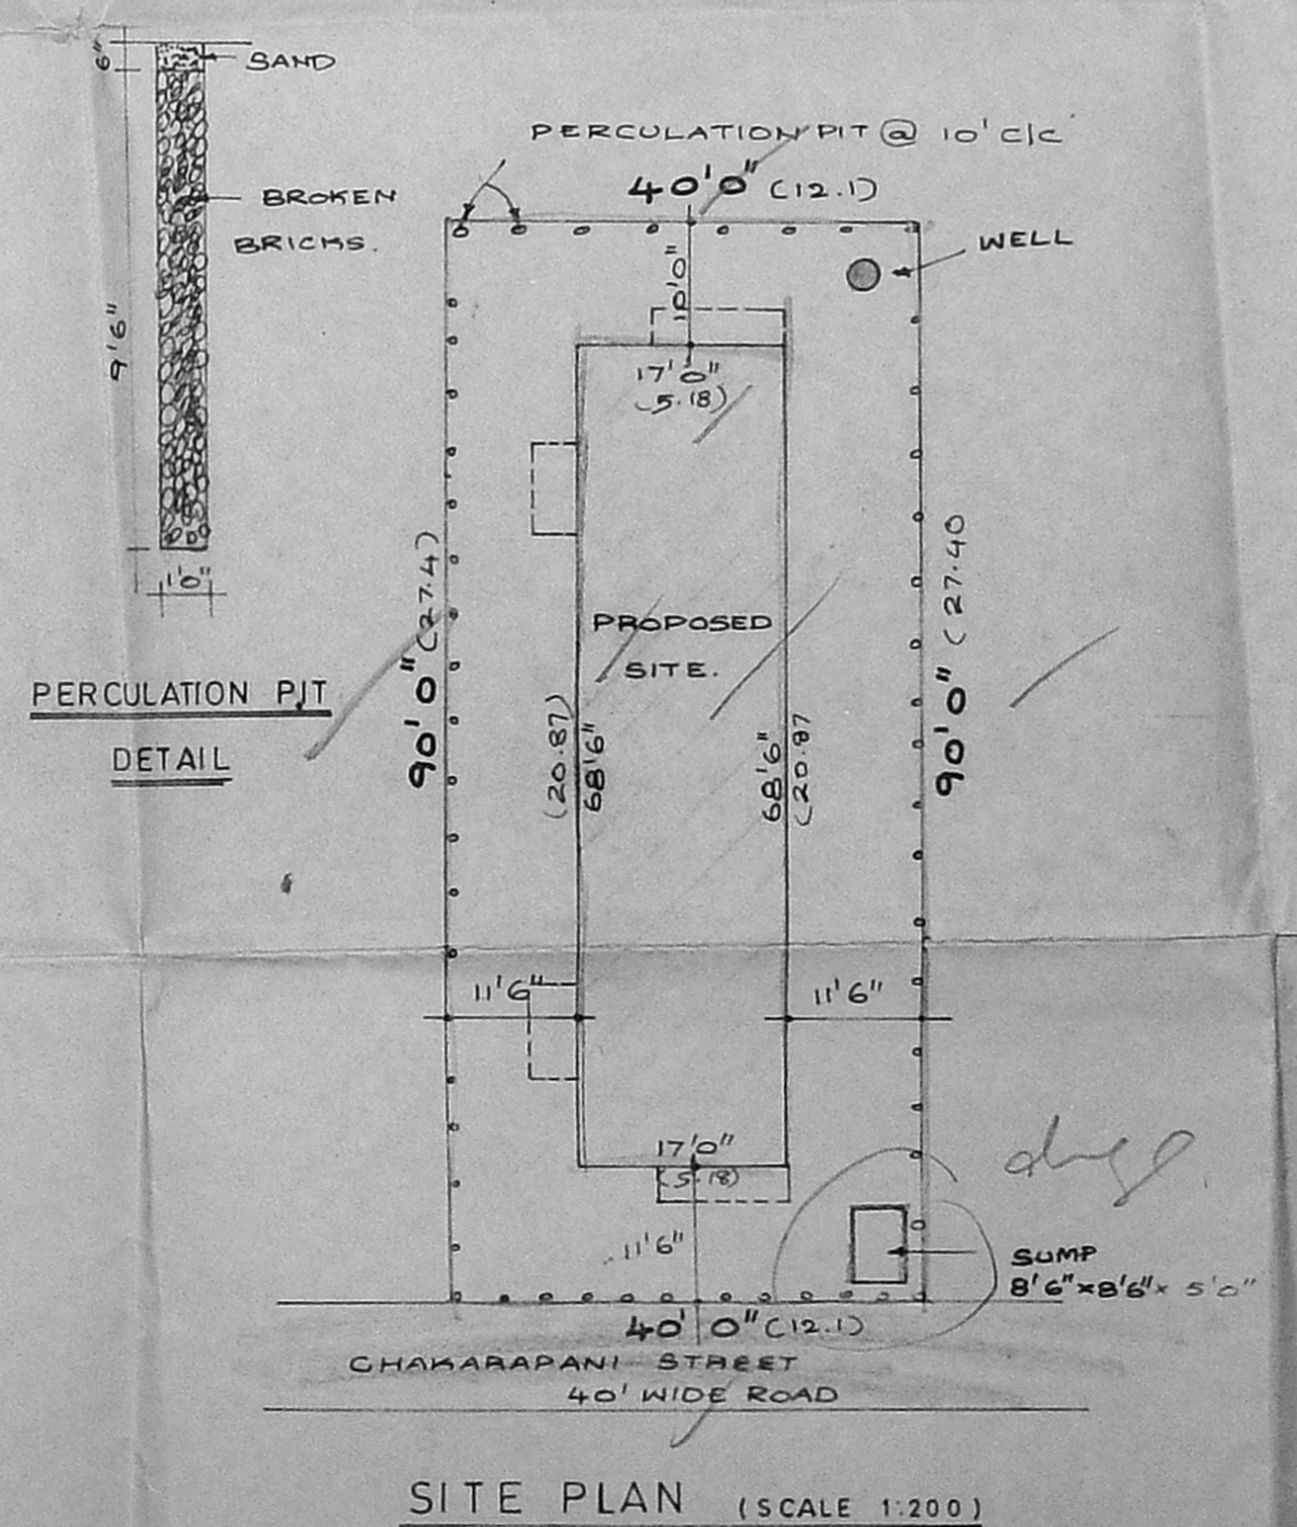 6"
SAND
PERCULATION PIT @ 10' C/C
40'0" (12.1)
BROKEN
BRICKS.
WELL
10'0"
9'6"
17'0"
(5.18)
1'0"
PROPOSED
SITE.
PERCULATION PIT
DETAIL
90'0" (27.4)
(20.87)
68'6"
68'6"
(20.87
90'0" (27.40
11'6"
11'6"
17'0"
(5.18)
11'6"
SUMP
8'6"×8'6"× 5'0"
40' 0" (12.1)
CHAKARAPANI STREET
40' WIDE ROAD
SITE PLAN (SCALE 1:200)